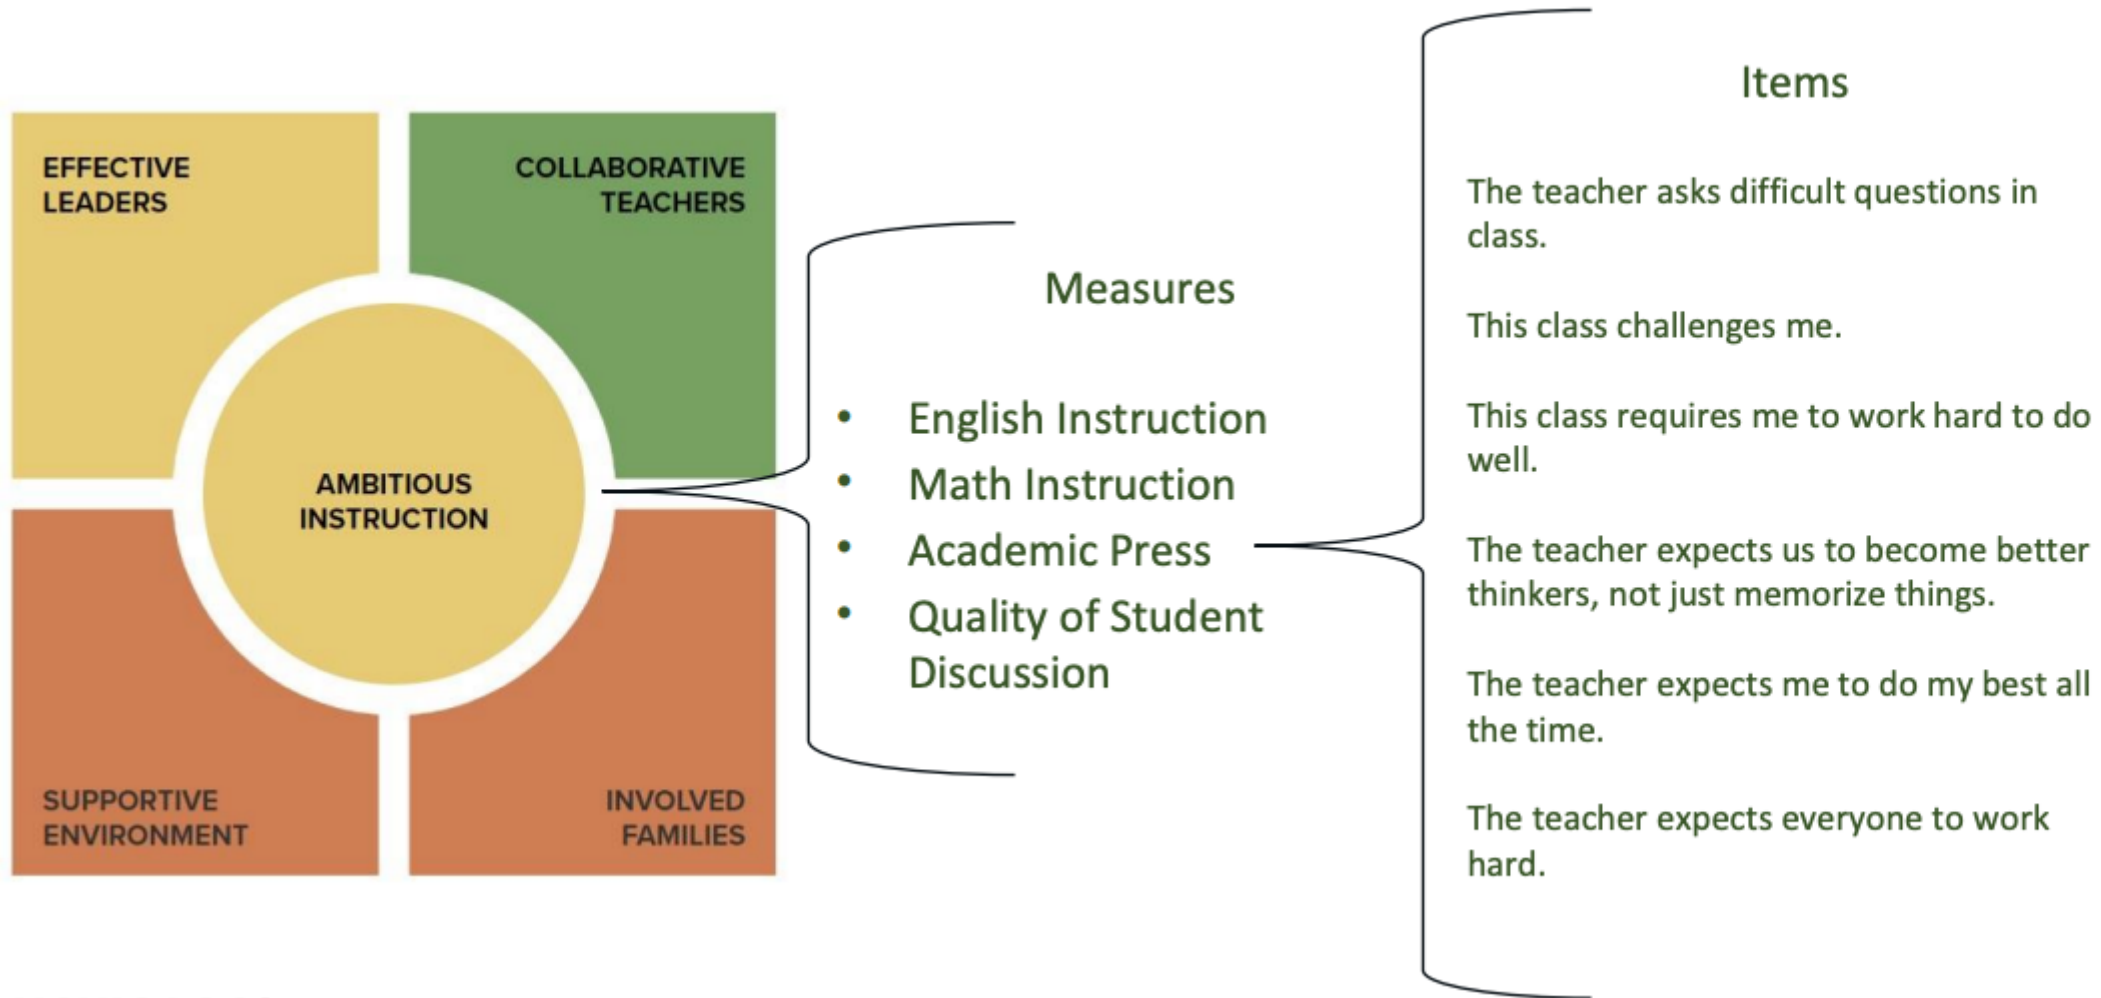 EFFECTIVE
LEADERS
COLLABORATIVE
TEACHERS
AMBITIOUS
INSTRUCTION
SUPPORTIVE
ENVIRONMENT
INVOLVED
FAMILIES
Measures
• English Instruction
• Math Instruction
• Academic Press
• Quality of Student
Discussion
Items
The teacher asks difficult questions in
class.
This class challenges me.
This class requires me to work hard to do
well.
The teacher expects us to become better
thinkers, not just memorize things.
The teacher expects me to do my best all
the time.
The teacher expects everyone to work
hard.